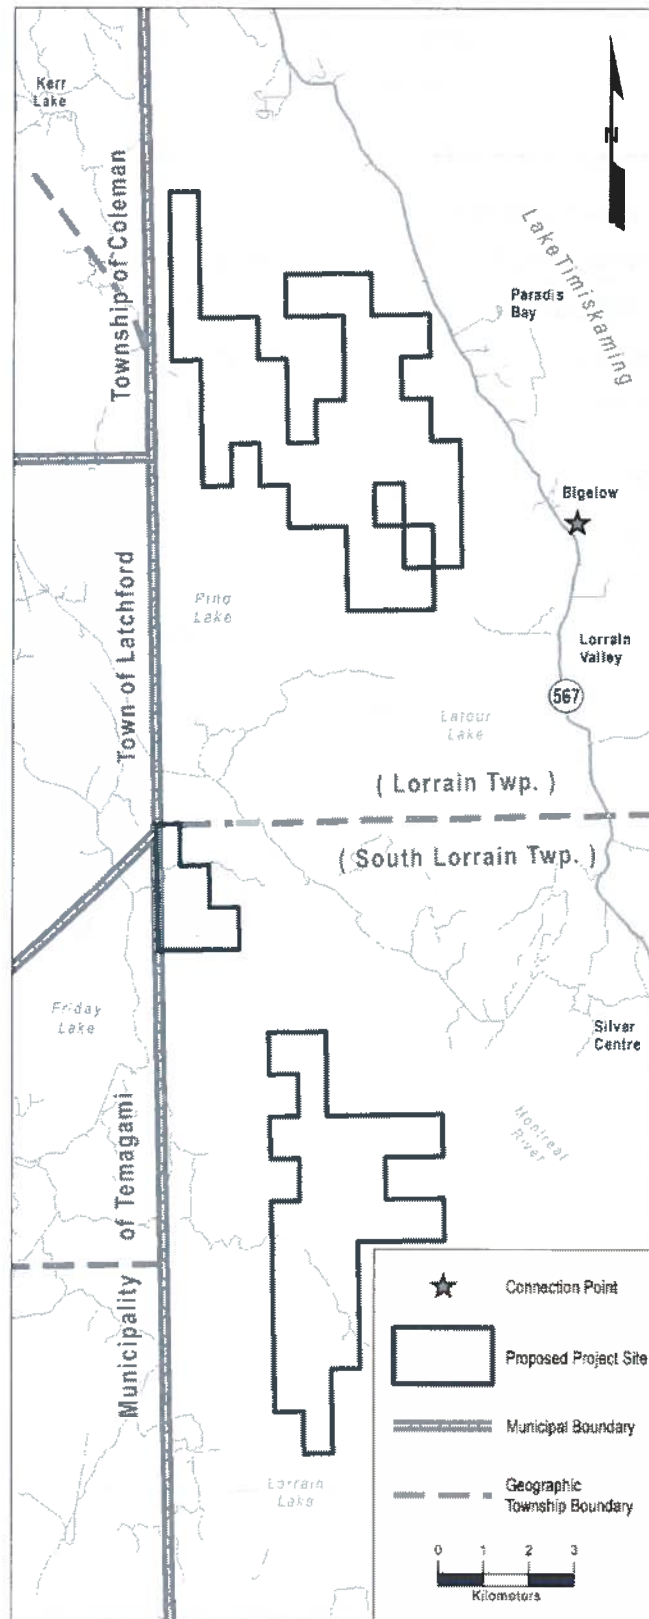 Kerr
Lake
Township of Coleman
N
Lake Timiskaming
Paradis
Bay
Bigelow
Town of Latchford
Pine
Lake
Lorrain
Valley
567
Latour
Lake
( Lorrain Twp. )
( South Lorrain Twp. )
Friday
Lake
Silver
Centre
Montreal
River
Municipality of Temagami
Lorrain
Lake
Connection Point
Proposed Project Site
Municipal Boundary
Geographic
Township Boundary
0 1 2 3
Kilometers